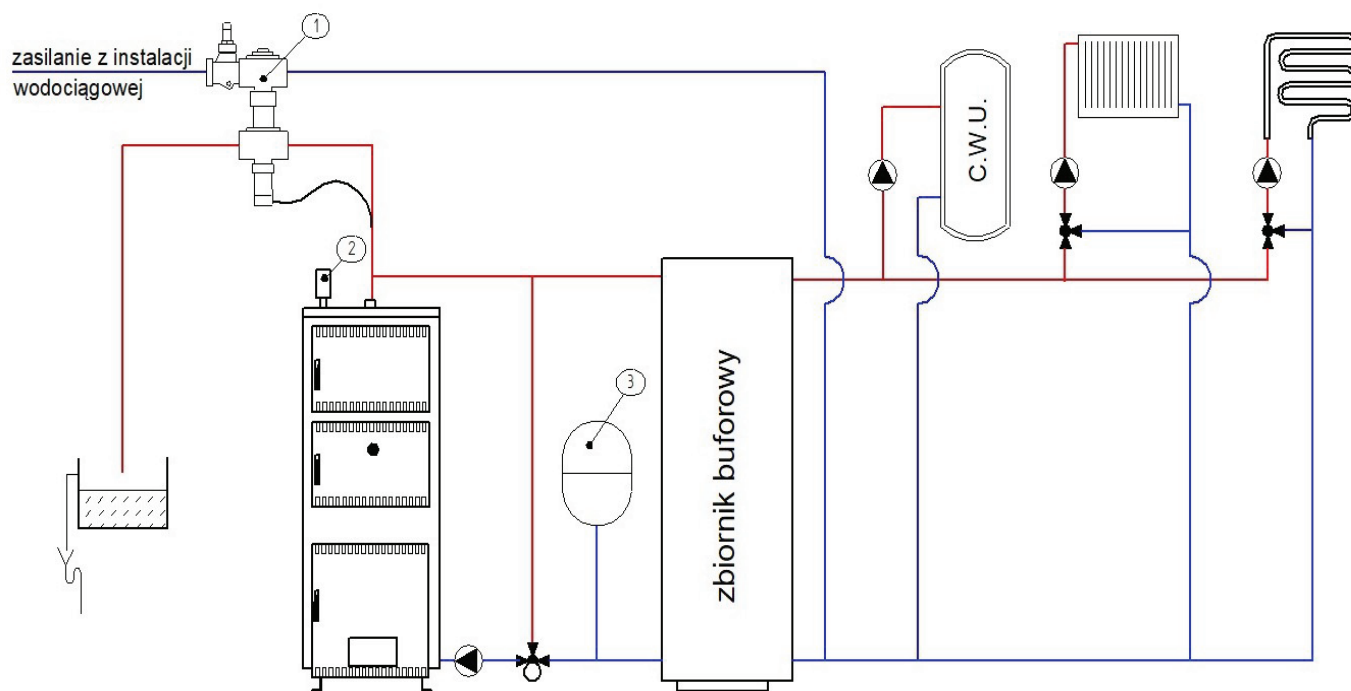 zasilanie z instalacji
wodociągowej
1
2
3
C.W.U.
zbiornik buforowy